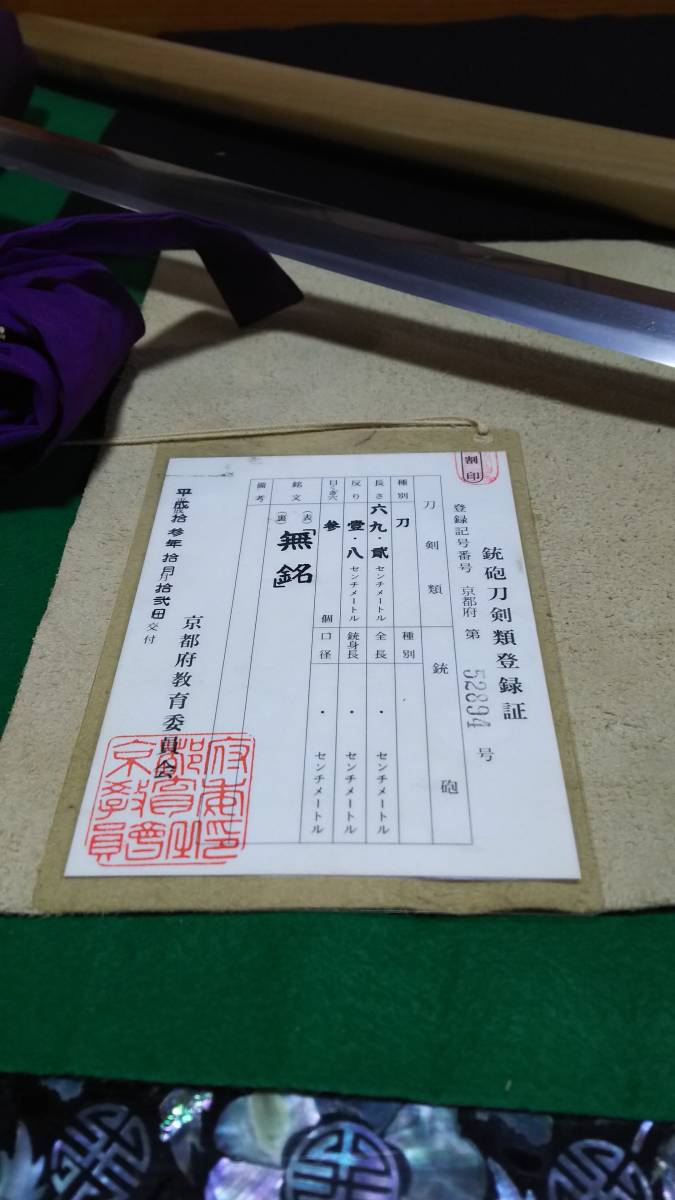 割印
銃砲刀剣類登録証
登録記号番号 京都府 第 52894 号
刀剣類
銃砲
種別 刀
種別
長さ 六九・貳 センチメートル
全長 ・ センチメートル
反り 壹・八 センチメートル
銃身長 ・ センチメートル
目くぎ穴 参 個
口径 ・ センチメートル
銘文 (表)「無銘」
(裏)
備考
京都府教育委員会
平成拾参年拾月拾弐日交付